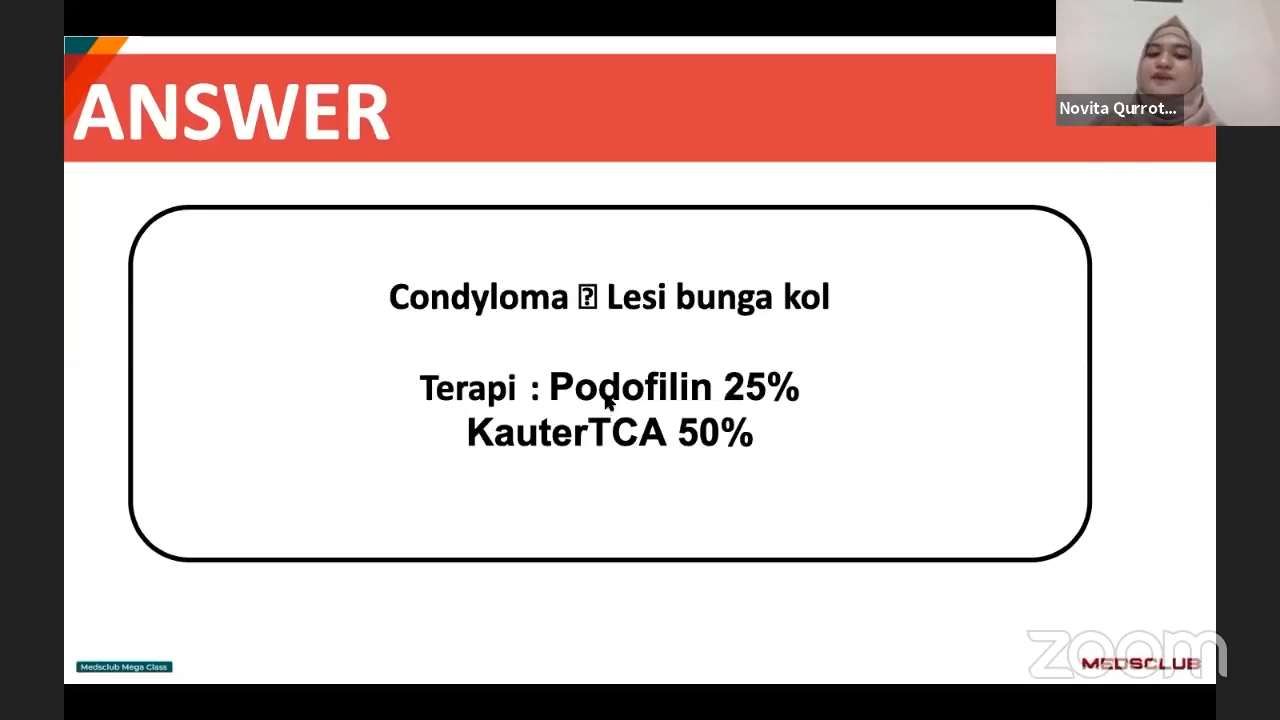 ANSWER
Novita Qurrot...
Condyloma � Lesi bunga kol
Terapi : Podofilin 25%
KauterTCA 50%
Medsclub Mega Class
zoom
MEDSCLUB